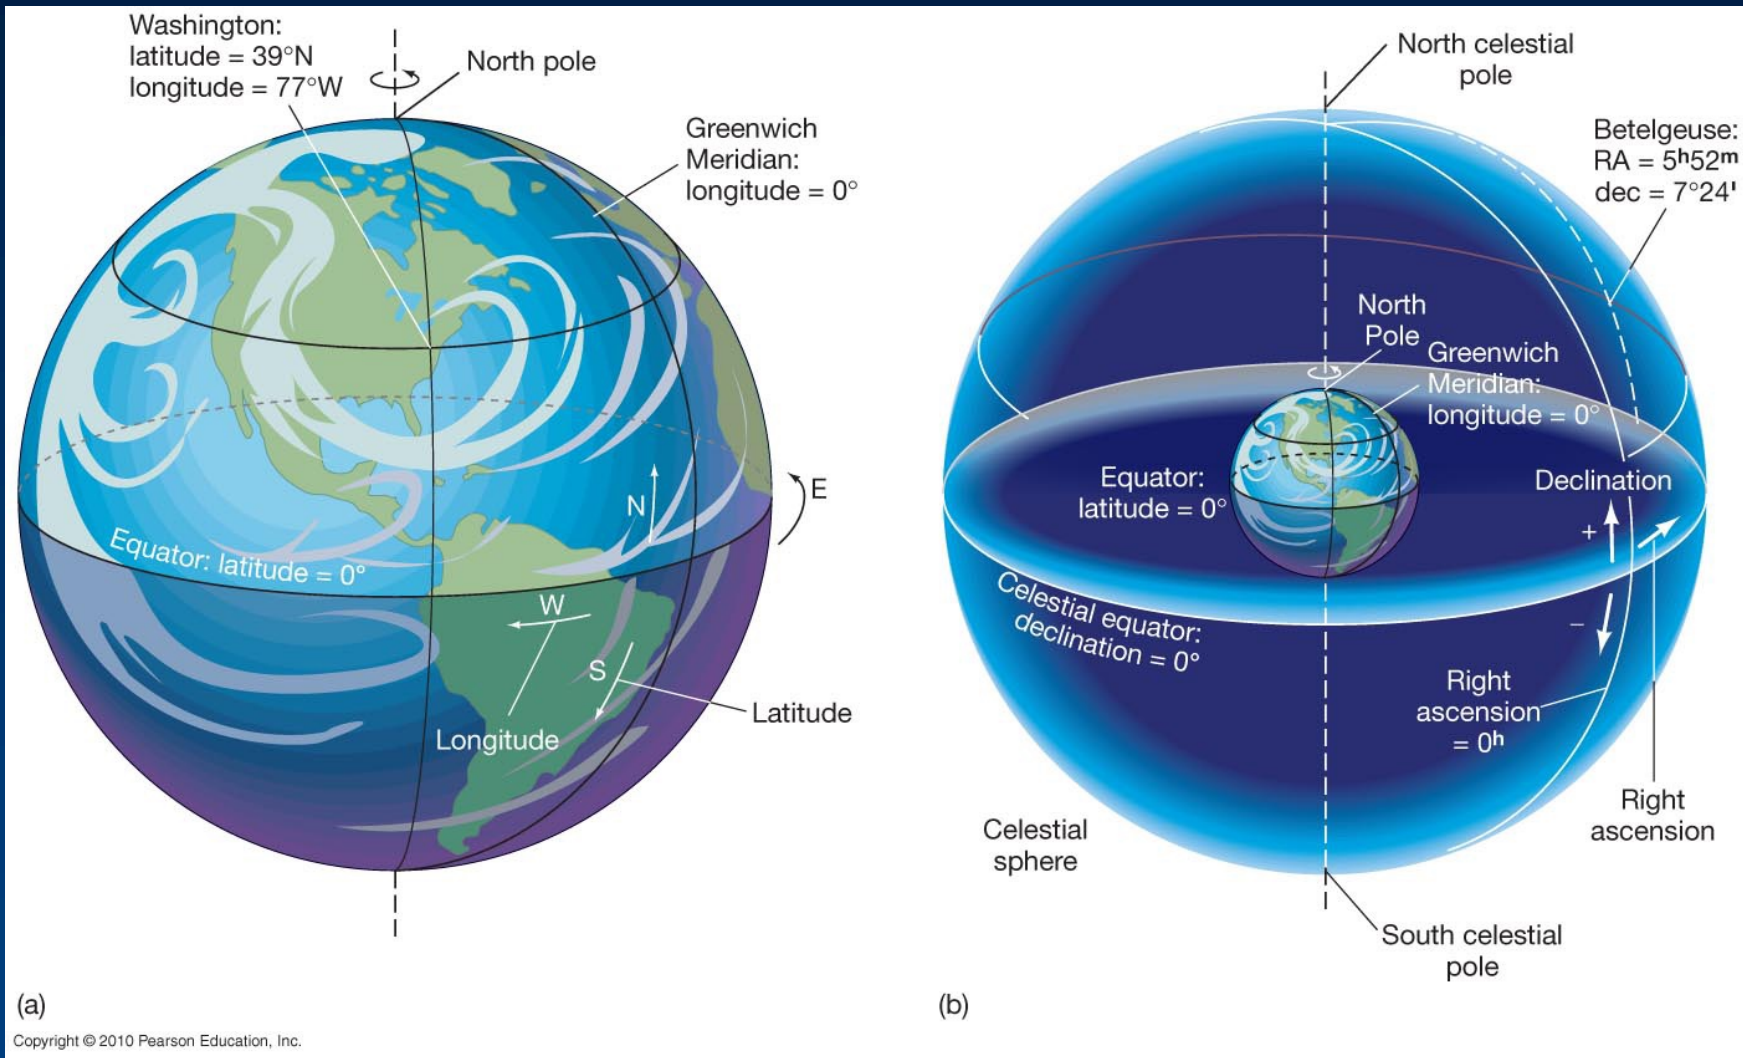 Washington:
latitude = 39°N
longitude = 77°W
North pole
Greenwich
Meridian:
longitude = 0°
E
N
Equator: latitude = 0°
W
S
Latitude
Longitude
(a)
Copyright © 2010 Pearson Education, Inc.
North celestial
pole
Betelgeuse:
RA = 5h52m
dec = 7°24'
North
Pole
Greenwich
Meridian:
longitude = 0°
Equator:
latitude = 0°
Declination
+
−
Celestial equator:
declination = 0°
Right
ascension
= 0h
Right
ascension
Celestial
sphere
South celestial
pole
(b)